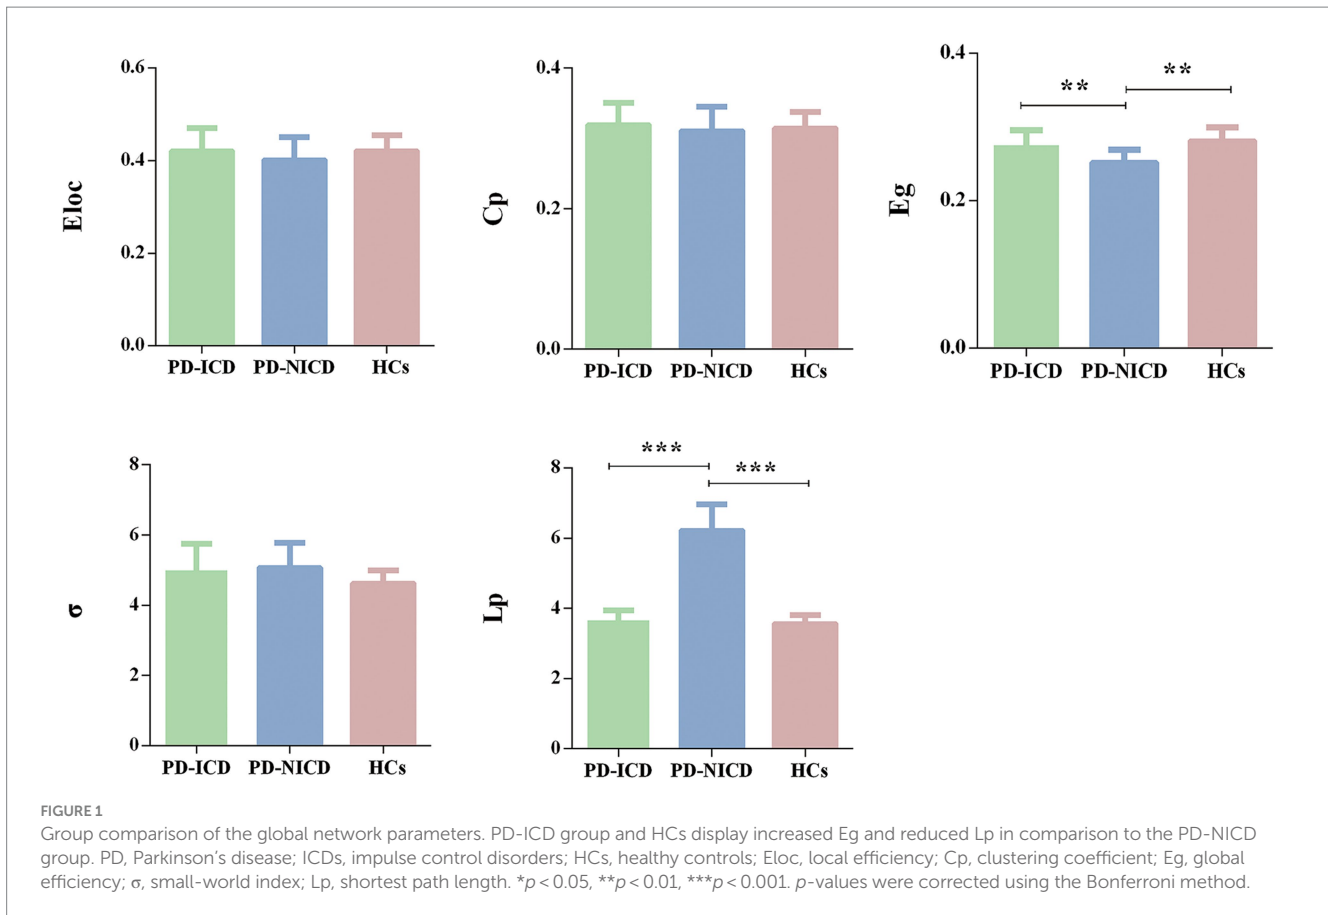 0.6
0.4
0.2
0.0
Eloc
PD-ICD PD-NICD HCs
0.4
0.2
0.0
Cp
PD-ICD PD-NICD HCs
0.4
0.2
0.0
Eg
** **
PD-ICD PD-NICD HCs
8
6
4
2
0
σ
PD-ICD PD-NICD HCs
8
6
4
2
0
Lp
*** ***
PD-ICD PD-NICD HCs
FIGURE 1
Group comparison of the global network parameters. PD-ICD group and HCs display increased Eg and reduced Lp in comparison to the PD-NICD
group. PD, Parkinson’s disease; ICDs, impulse control disorders; HCs, healthy controls; Eloc, local efficiency; Cp, clustering coefficient; Eg, global
efficiency; σ, small-world index; Lp, shortest path length. *p < 0.05, **p < 0.01, ***p < 0.001. p-values were corrected using the Bonferroni method.